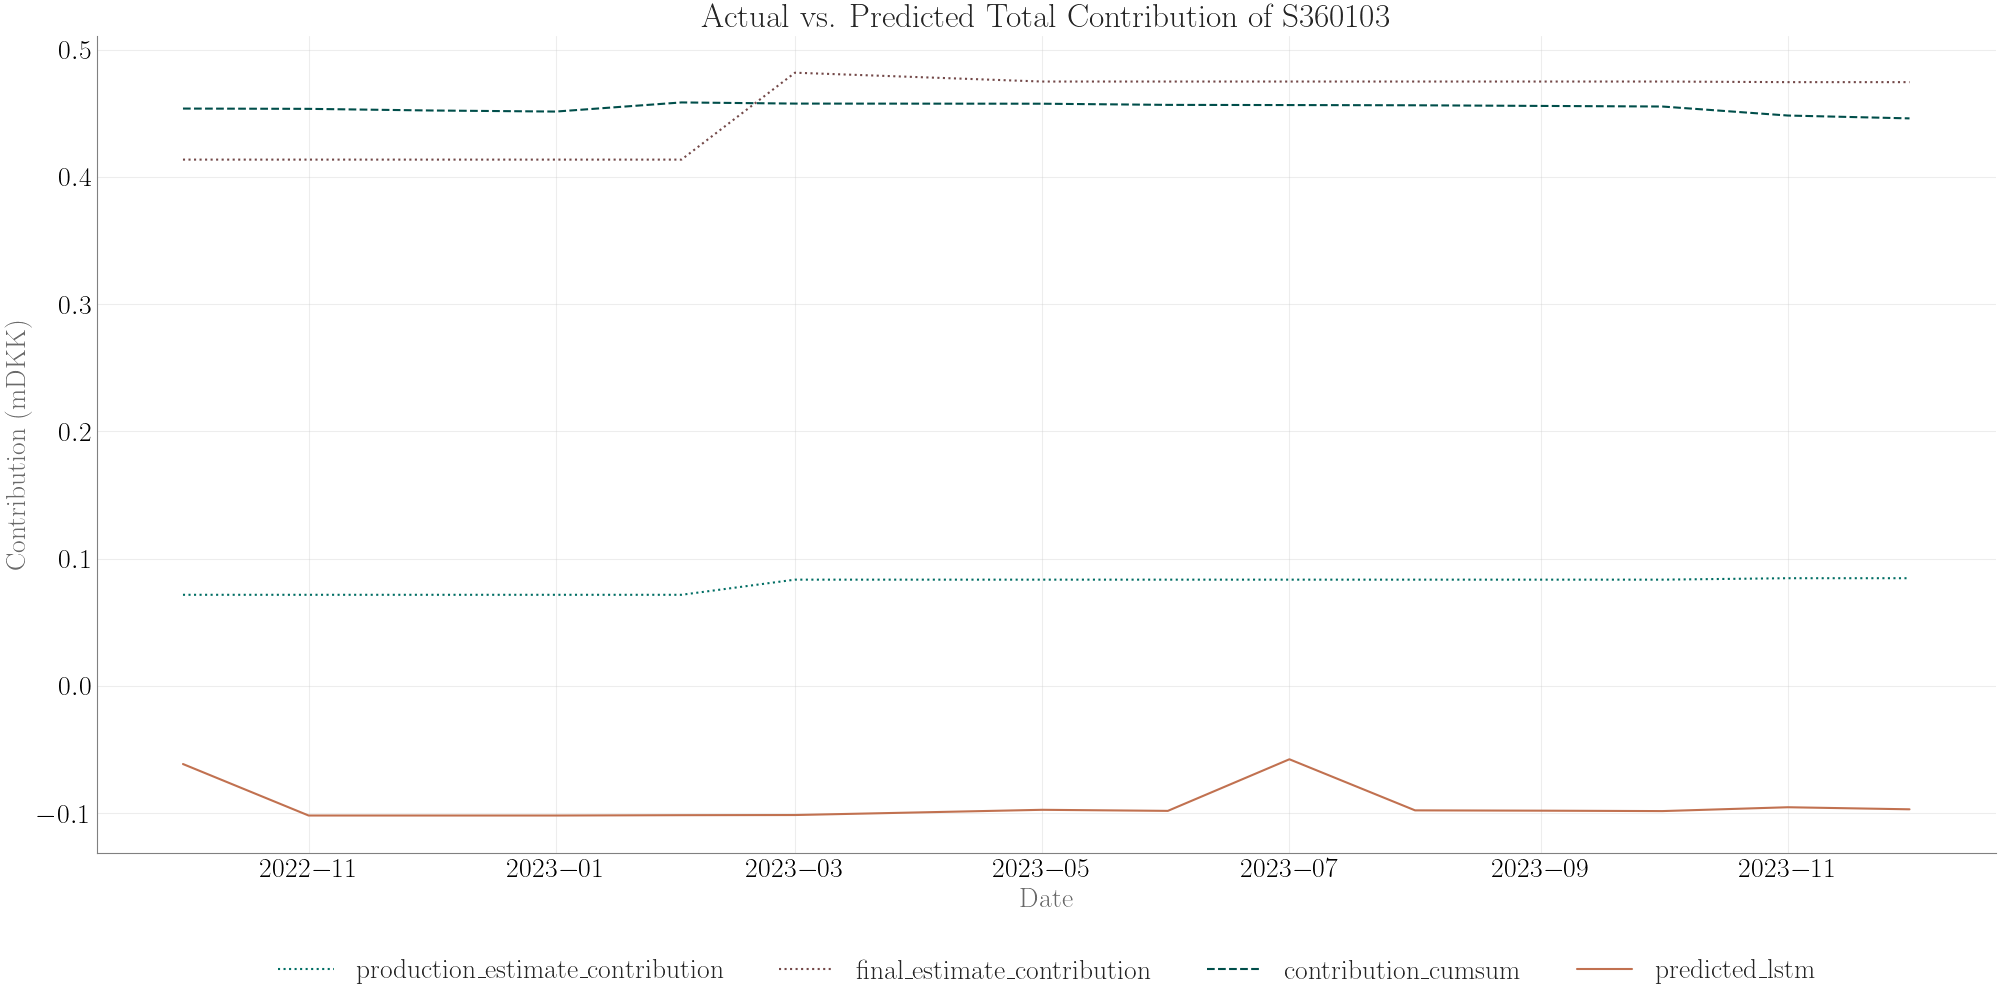 Actual vs. Predicted Total Contribution of S360103
Contribution (mDKK)
0.5
0.4
0.3
0.2
0.1
0.0
−0.1
2022−11 2023−01 2023−03 2023−05 2023−07 2023−09 2023−11
Date
production_estimate_contribution final_estimate_contribution contribution_cumsum predicted_lstm